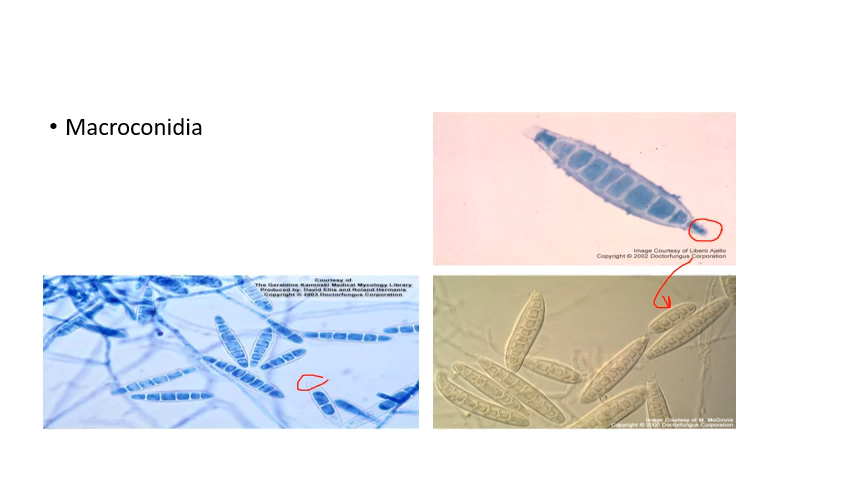 • Macroconidia
Image Courtesy of Libero Ajello
Copyright © 2002 Doctorfungus Corporation
Courtesy of
The Geraldine Kaminski Medical Mycology Library
Produced by: David Ellis and Roland Hermanis
Copyright © 2003 Doctorfungus Corporation
Image Courtesy of M. McGinnis
Copyright © 2000 Doctorfungus Corporation